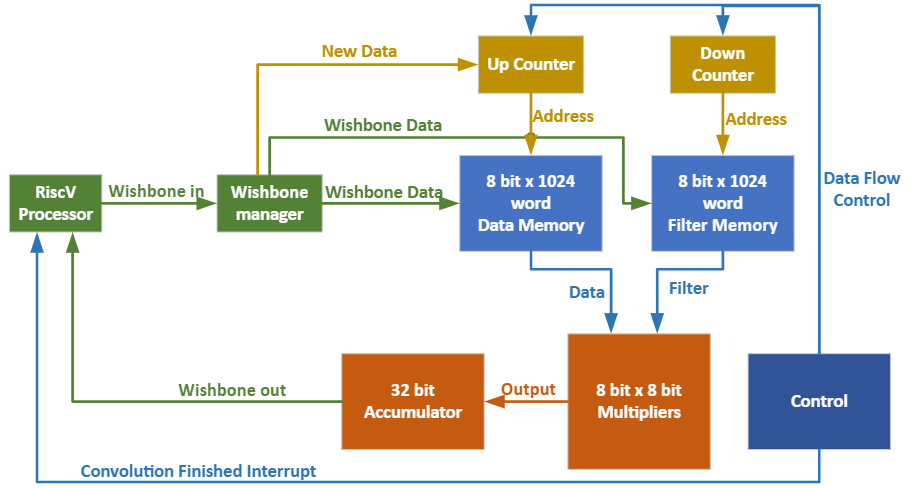 New Data
Up Counter
Down
Counter
Address
Address
Wishbone Data
RiscV
Processor
Wishbone in
Wishbone
manager
Wishbone Data
8 bit x 1024
word
Data Memory
8 bit x 1024
word
Filter Memory
Data Flow
Control
Data
Filter
Wishbone out
32 bit
Accumulator
Output
8 bit x 8 bit
Multipliers
Control
Convolution Finished Interrupt